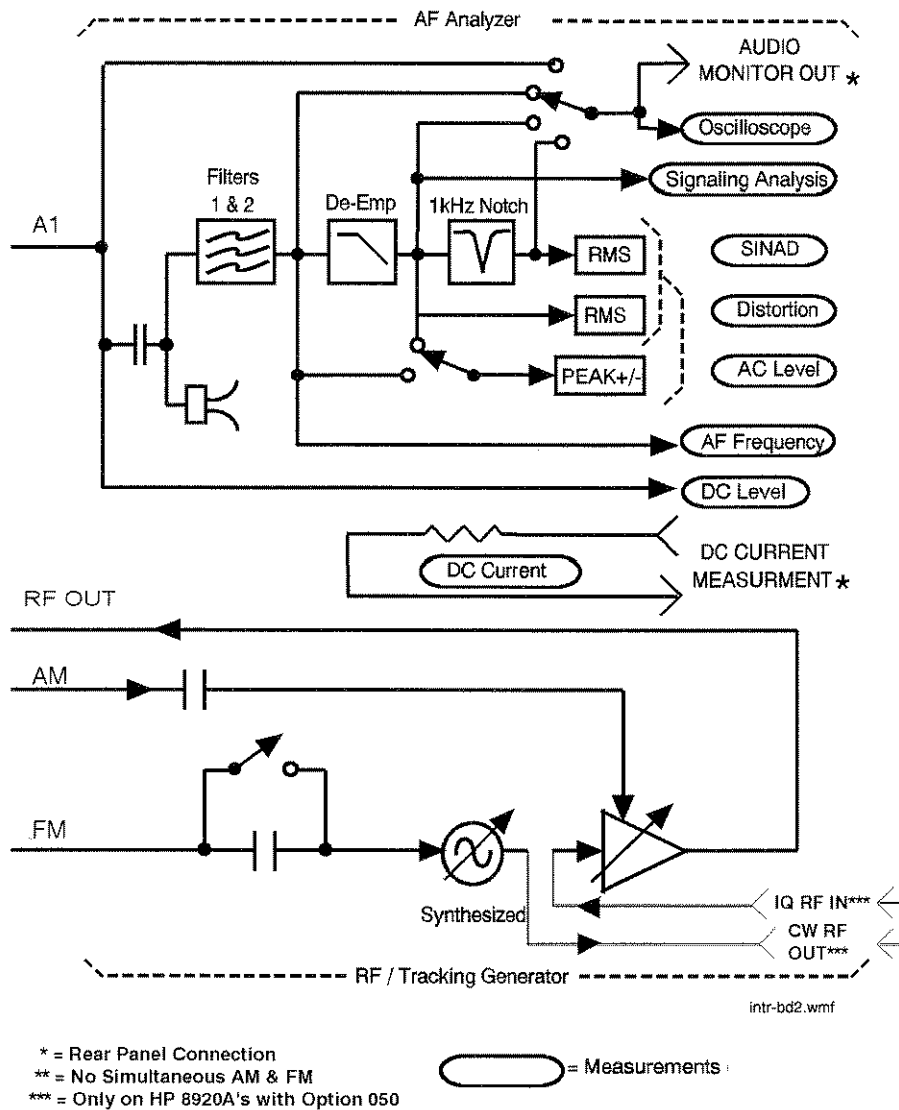 AF Analyzer
AUDIO
MONITOR OUT *
Oscilloscope
Signaling Analysis
Filters
1 & 2
De-Emp
1kHz Notch
A1
RMS
SINAD
RMS
Distortion
PEAK+/-
AC Level
AF Frequency
DC Level
DC Current
DC CURRENT
MEASURMENT *
RF OUT
AM
FM
Synthesized
IQ RF IN***
CW RF
OUT***
RF / Tracking Generator
intr-bd2.wmf
* = Rear Panel Connection
** = No Simultaneous AM & FM
*** = Only on HP 8920A's with Option 050
= Measurements